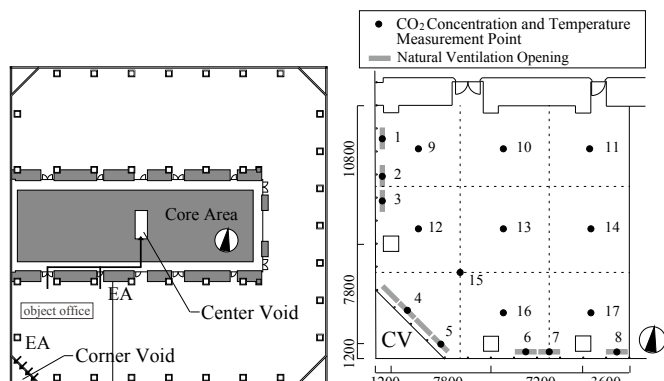 CO2 Concentration and Temperature
Measurement Point
Natural Ventilation Opening
Core Area
EA
Center Void
object office
EA
Corner Void
10800
7800
1200
1
2
3
4
5
6
7
8
9
10
11
12
13
14
15
16
17
CV
1200
7800
7200
3600